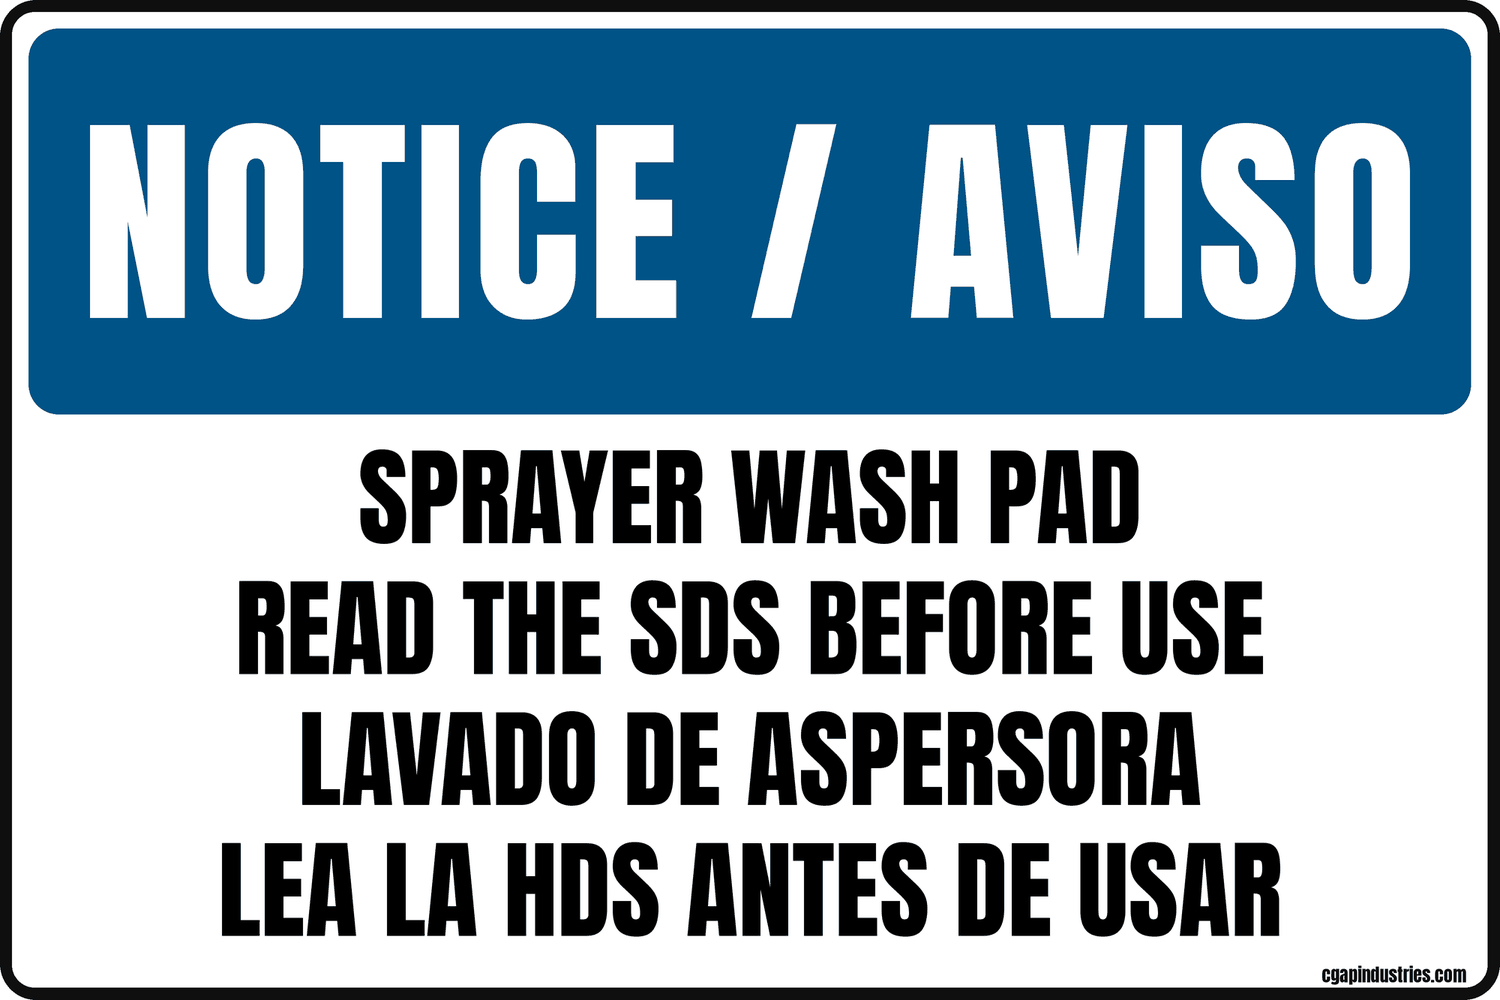 NOTICE / AVISO
SPRAYER WASH PAD
READ THE SDS BEFORE USE
LAVADO DE ASPERSORA
LEA LA HDS ANTES DE USAR
cgapindustries.com